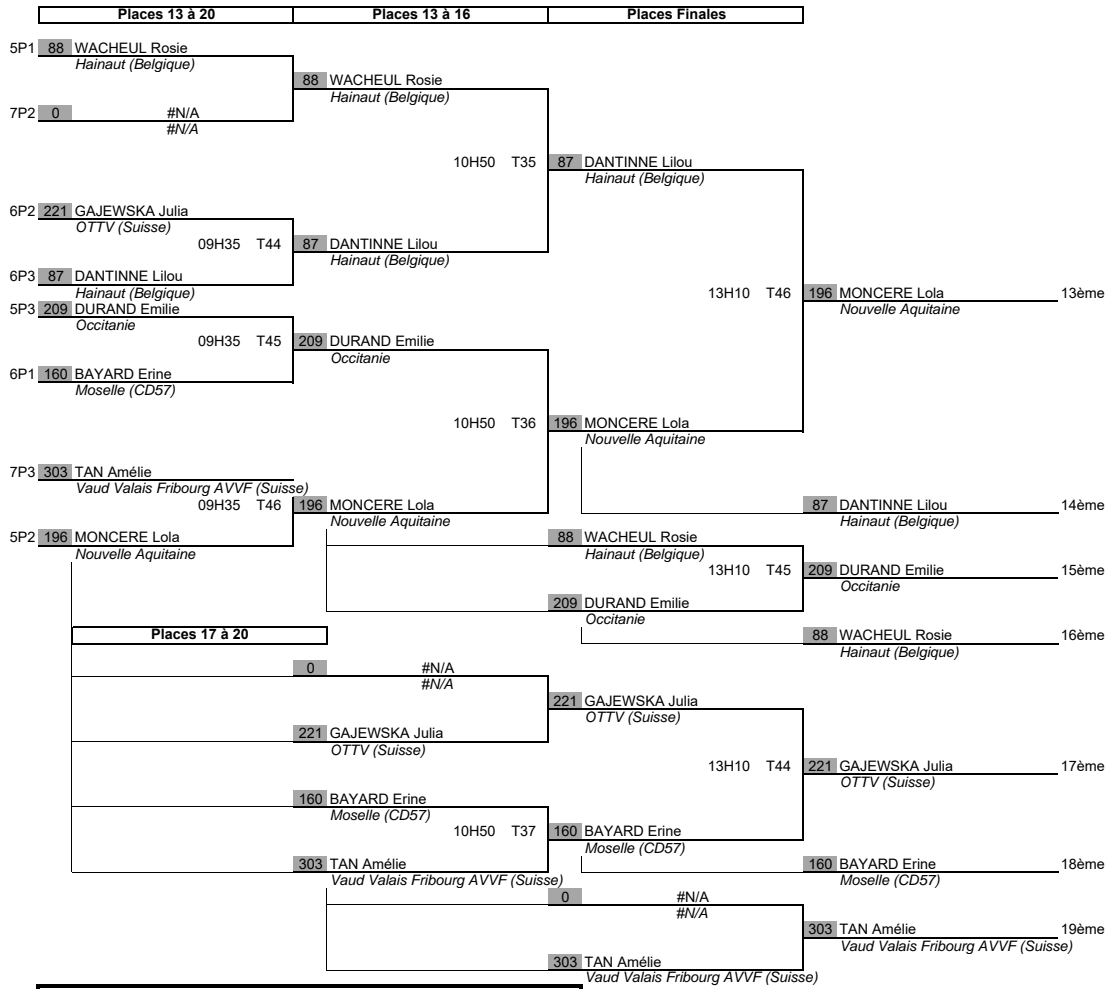 Places 13 à 20 Places 13 à 16 Places Finales
5P1 88 WACHEUL Rosie
Hainaut (Belgique)
88 WACHEUL Rosie
Hainaut (Belgique)
7P2 0 #N/A
#N/A
10H50 T35 87 DANTINNE Lilou
Hainaut (Belgique)
6P2 221 GAJEWSKA Julia
OTTV (Suisse)
09H35 T44 87 DANTINNE Lilou
Hainaut (Belgique)
6P3 87 DANTINNE Lilou
Hainaut (Belgique)
13H10 T46 196 MONCERE Lola 13ème
Nouvelle Aquitaine
5P3 209 DURAND Emilie
Occitanie
09H35 T45 209 DURAND Emilie
Occitanie
6P1 160 BAYARD Erine
Moselle (CD57)
10H50 T36 196 MONCERE Lola
Nouvelle Aquitaine
7P3 303 TAN Amélie
Vaud Valais Fribourg AVVF (Suisse)
09H35 T46 196 MONCERE Lola
Nouvelle Aquitaine
87 DANTINNE Lilou 14ème
Hainaut (Belgique)
5P2 196 MONCERE Lola
Nouvelle Aquitaine
88 WACHEUL Rosie
Hainaut (Belgique)
13H10 T45 209 DURAND Emilie 15ème
Occitanie
209 DURAND Emilie
Occitanie
Places 17 à 20
88 WACHEUL Rosie 16ème
Hainaut (Belgique)
0 #N/A
#N/A
221 GAJEWSKA Julia
OTTV (Suisse)
221 GAJEWSKA Julia
OTTV (Suisse)
13H10 T44 221 GAJEWSKA Julia 17ème
OTTV (Suisse)
160 BAYARD Erine
Moselle (CD57)
10H50 T37 160 BAYARD Erine
Moselle (CD57)
303 TAN Amélie
Vaud Valais Fribourg AVVF (Suisse)
160 BAYARD Erine 18ème
Moselle (CD57)
0 #N/A
#N/A
303 TAN Amélie 19ème
Vaud Valais Fribourg AVVF (Suisse)
303 TAN Amélie
Vaud Valais Fribourg AVVF (Suisse)